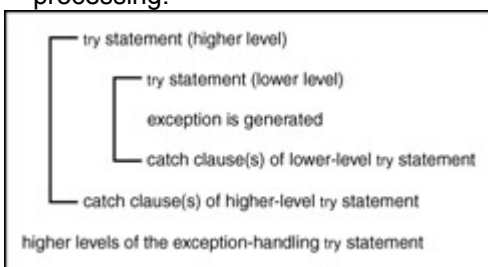 processing.
try statement (higher level)
try statement (lower level)
exception is generated
catch clause(s) of lower-level try statement
catch clause(s) of higher-level try statement
higher levels of the exception-handling try statement